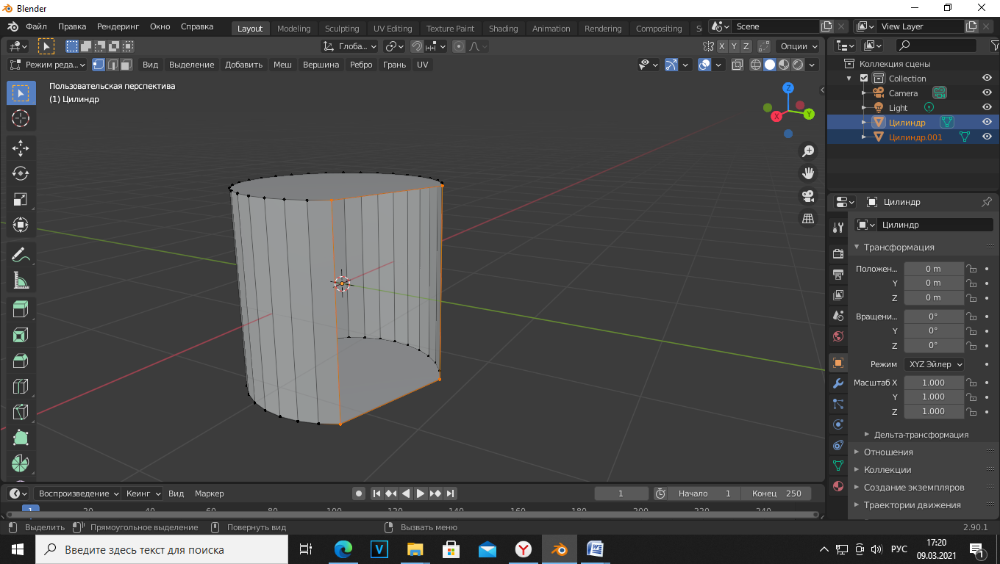 Blender
Файл Правка Рендеринг Окно Справка Layout Modeling Sculpting UV Editing Texture Paint Shading Animation Rendering Compositing Scene View Layer
Глоба... X Y Z Опции
Режим реда... Вид Выделение Добавить Меш Вершина Ребро Грань UV
Пользовательская перспектива
(1) Цилиндр
Z
Y
X
Коллекция сцены
Collection
Camera
Light
Цилиндр
Цилиндр.001
Цилиндр
Цилиндр
Трансформация
Положен... 0 m
Y 0 m
Z 0 m
Вращени... 0°
Y 0°
Z 0°
Режим XYZ Эйлер
Масштаб X 1.000
Y 1.000
Z 1.000
Дельта-трансформация
Отношения
Коллекции
Создание экземпляров
Траектории движения
Воспроизведение Кеинг Вид Маркер 1 Начало 1 Конец 250
1 20 40 60 80 100 120 140 160 180 200 220 240
Выделить Прямоугольное выделение Повернуть вид Вызвать меню 2.90.1
Введите здесь текст для поиска
V
Y
W
РУС
17:20
09.03.2021
1